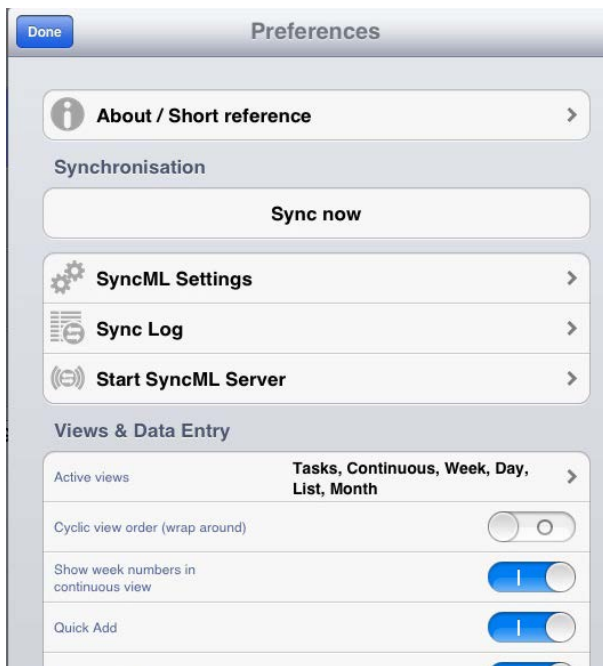 Done
Preferences
About / Short reference
Synchronisation
Sync now
SyncML Settings
Sync Log
Start SyncML Server
Views & Data Entry
Active views
Tasks, Continuous, Week, Day,
List, Month
Cyclic view order (wrap around)
Show week numbers in
continuous view
Quick Add